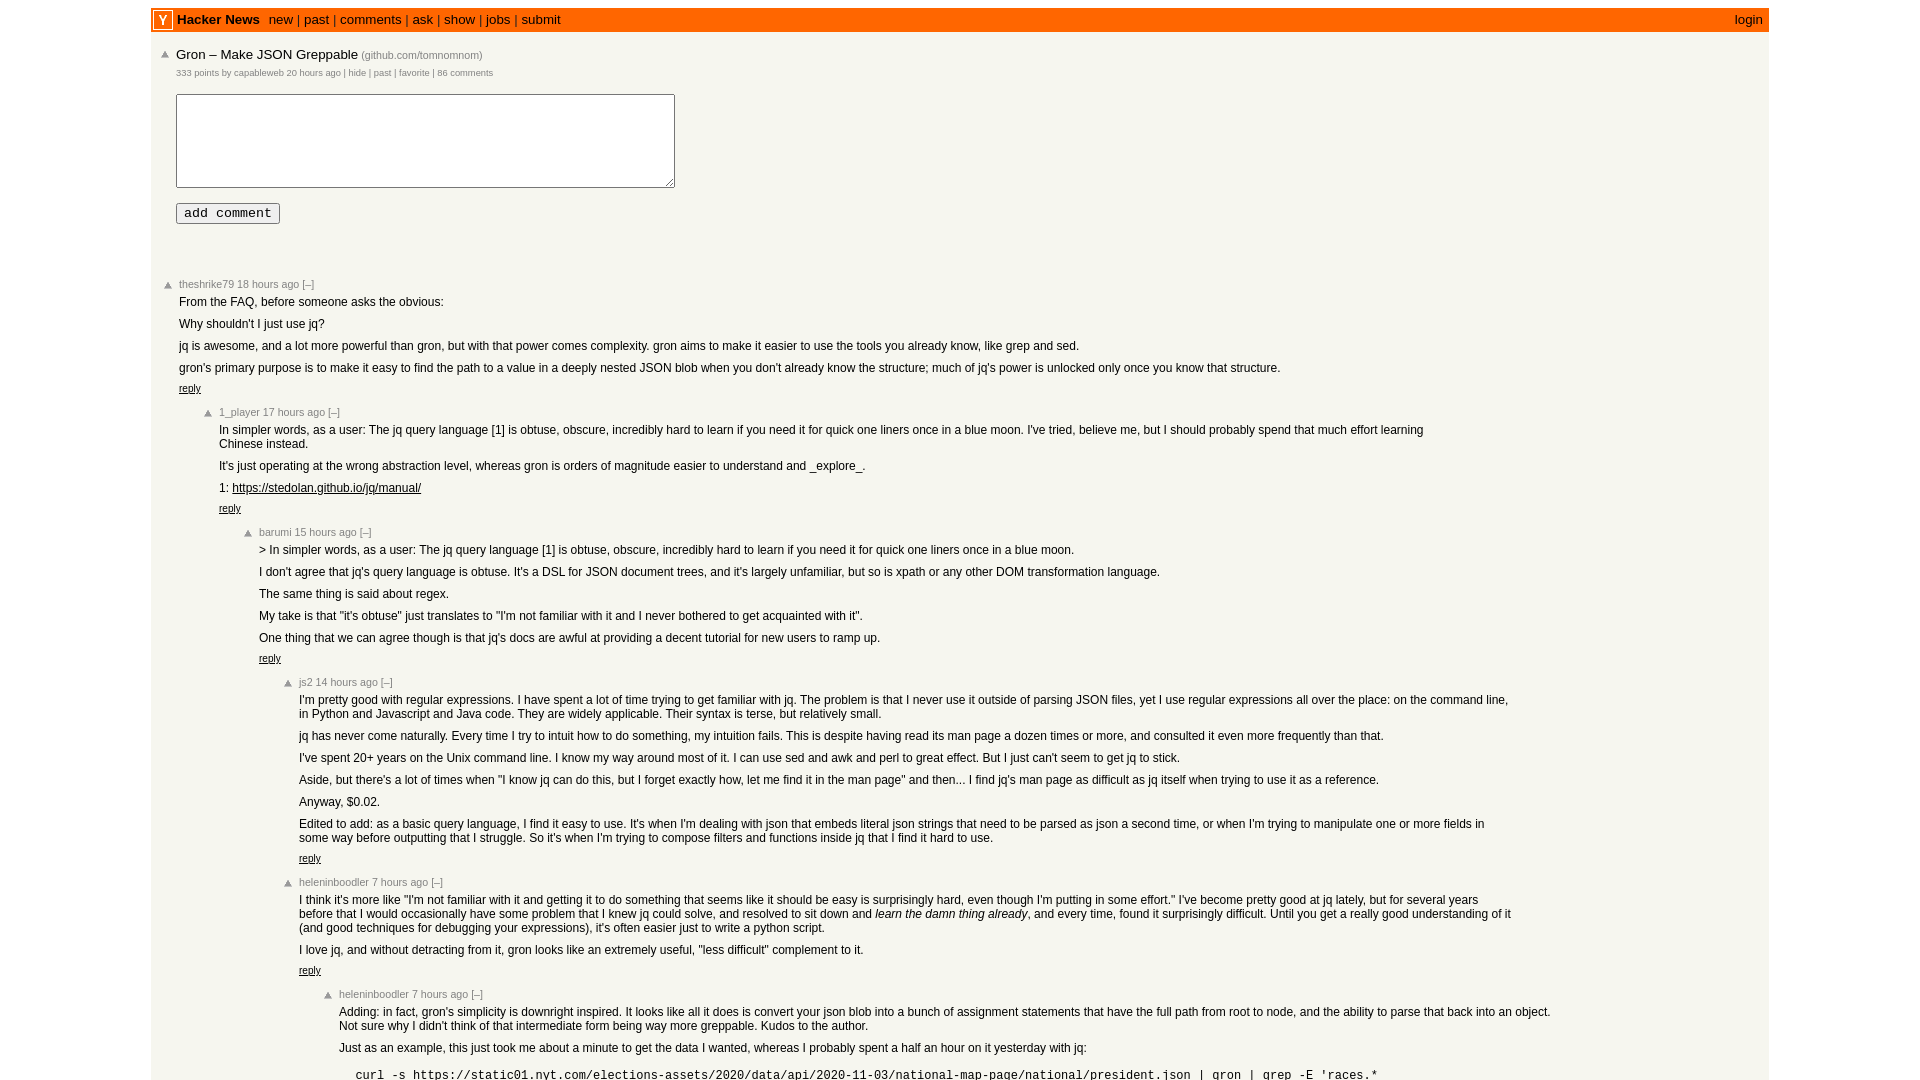 Y Hacker News new | past | comments | ask | show | jobs | submit login
Gron – Make JSON Greppable (github.com/tomnomnom)
333 points by capableweb 20 hours ago | hide | past | favorite | 86 comments
add comment
theshrike79 18 hours ago [–]
From the FAQ, before someone asks the obvious:
Why shouldn't I just use jq?
jq is awesome, and a lot more powerful than gron, but with that power comes complexity. gron aims to make it easier to use the tools you already know, like grep and sed.
gron's primary purpose is to make it easy to find the path to a value in a deeply nested JSON blob when you don't already know the structure; much of jq's power is unlocked only once you know that structure.
reply
1_player 17 hours ago [–]
In simpler words, as a user: The jq query language [1] is obtuse, obscure, incredibly hard to learn if you need it for quick one liners once in a blue moon. I've tried, believe me, but I should probably spend that much effort learning
Chinese instead.
It's just operating at the wrong abstraction level, whereas gron is orders of magnitude easier to understand and _explore_.
1: https://stedolan.github.io/jq/manual/
reply
barumi 15 hours ago [–]
> In simpler words, as a user: The jq query language [1] is obtuse, obscure, incredibly hard to learn if you need it for quick one liners once in a blue moon.
I don't agree that jq's query language is obtuse. It's a DSL for JSON document trees, and it's largely unfamiliar, but so is xpath or any other DOM transformation language.
The same thing is said about regex.
My take is that "it's obtuse" just translates to "I'm not familiar with it and I never bothered to get acquainted with it".
One thing that we can agree though is that jq's docs are awful at providing a decent tutorial for new users to ramp up.
reply
js2 14 hours ago [–]
I'm pretty good with regular expressions. I have spent a lot of time trying to get familiar with jq. The problem is that I never use it outside of parsing JSON files, yet I use regular expressions all over the place: on the command line,
in Python and Javascript and Java code. They are widely applicable. Their syntax is terse, but relatively small.
jq has never come naturally. Every time I try to intuit how to do something, my intuition fails. This is despite having read its man page a dozen times or more, and consulted it even more frequently than that.
I've spent 20+ years on the Unix command line. I know my way around most of it. I can use sed and awk and perl to great effect. But I just can't seem to get jq to stick.
Aside, but there's a lot of times when "I know jq can do this, but I forget exactly how, let me find it in the man page" and then... I find jq's man page as difficult as jq itself when trying to use it as a reference.
Anyway, $0.02.
Edited to add: as a basic query language, I find it easy to use. It's when I'm dealing with json that embeds literal json strings that need to be parsed as json a second time, or when I'm trying to manipulate one or more fields in
some way before outputting that I struggle. So it's when I'm trying to compose filters and functions inside jq that I find it hard to use.
reply
heleninboodler 7 hours ago [–]
I think it's more like "I'm not familiar with it and getting it to do something that seems like it should be easy is surprisingly hard, even though I'm putting in some effort." I've become pretty good at jq lately, but for several years
before that I would occasionally have some problem that I knew jq could solve, and resolved to sit down and learn the damn thing already, and every time, found it surprisingly difficult. Until you get a really good understanding of it
(and good techniques for debugging your expressions), it's often easier just to write a python script.
I love jq, and without detracting from it, gron looks like an extremely useful, "less difficult" complement to it.
reply
heleninboodler 7 hours ago [–]
Adding: in fact, gron's simplicity is downright inspired. It looks like all it does is convert your json blob into a bunch of assignment statements that have the full path from root to node, and the ability to parse that back into an object.
Not sure why I didn't think of that intermediate form being way more greppable. Kudos to the author.
Just as an example, this just took me about a minute to get the data I wanted, whereas I probably spent a half an hour on it yesterday with jq:
curl -s https://static01.nyt.com/elections-assets/2020/data/api/2020-11-03/national-map-page/national/president.json | gron | grep -E 'races.*